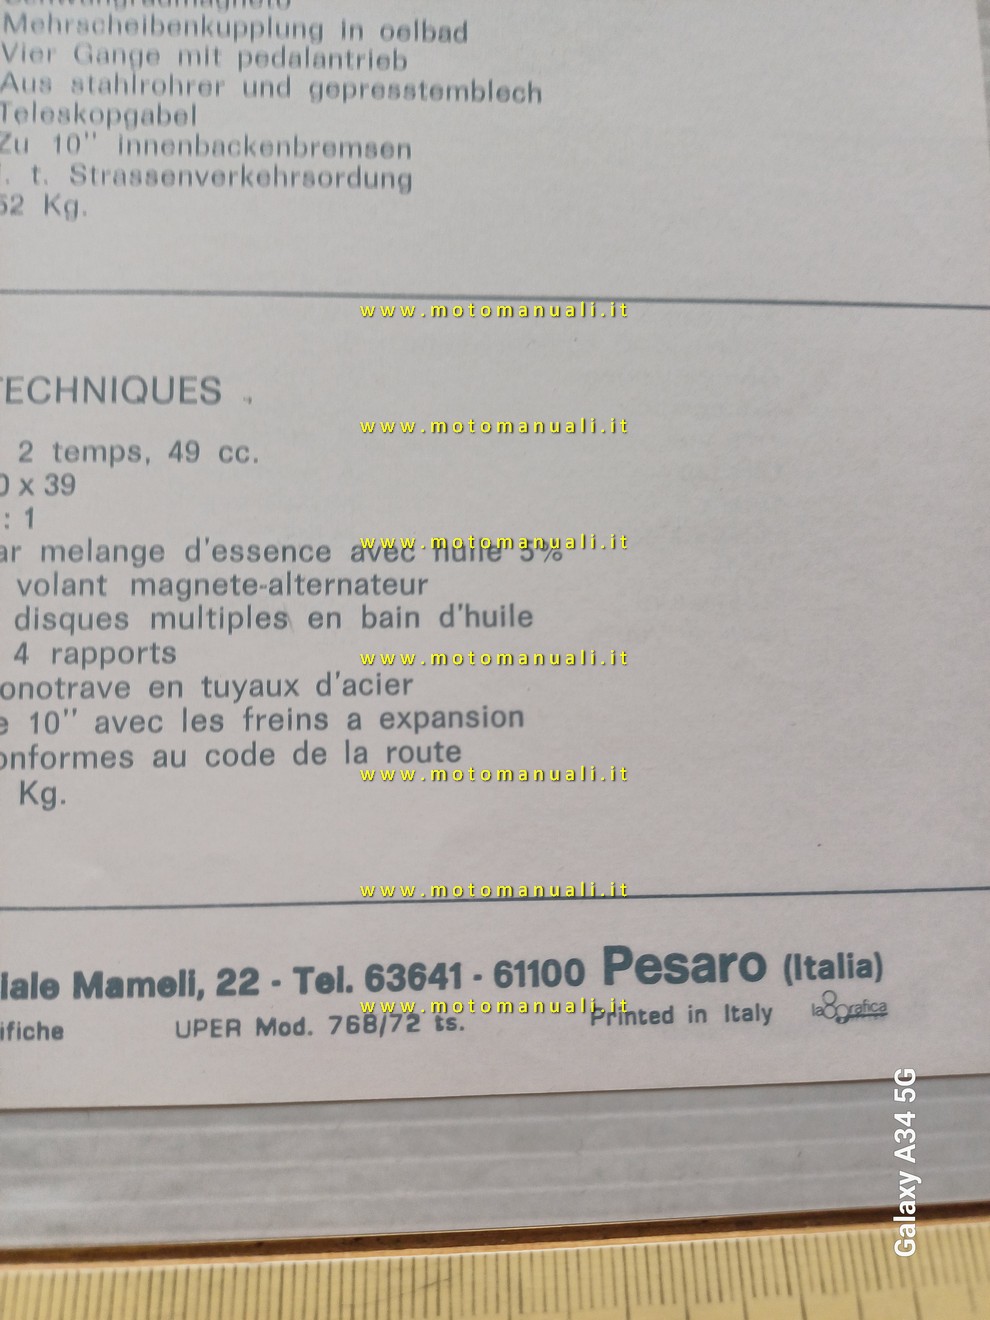 Mehrscheibenkupplung in oelbad
Vier Gange mit pedalantrieb
Aus stahlrohrer und gepresstemblech
Teleskopgabel
Zu 10" innenbackenbremsen
. t. Strassenverkehrsordung
52 Kg.
www.motomanuali.it
TECHNIQUES
www.motomanuali.it
2 temps, 49 cc.
0 x 39
: 1
ar melange d'essence avec huile 5%
www.motomanuali.it
volant magnete-alternateur
disques multiples en bain d'huile
4 rapports
www.motomanuali.it
onotrave en tuyaux d'acier
e 10" avec les freins a expansion
onformes au code de la route
www.motomanuali.it
Kg.
www.motomanuali.it
iale Mameli, 22 - Tel. 63641 - 61100 Pesaro (Italia)
www.motomanuali.it
ifiche UPER Mod. 768/72 ts. Printed in Italy la8grafica
Galaxy A34 5G